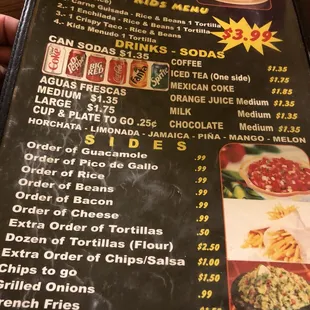 KIDS MENU
1.- Carne Guisada - Rice & Beans 1 Tortilla
2.- 1 Enchilada - Rice & Beans 1 Tortilla
3.- 1 Crispy Taco - Rice & Beans
4.- Kids Menudo 1 Tortilla
$3.99
DRINKS - SODAS
CAN SODAS $1.35
AGUAS FRESCAS
MEDIUM $1.35
LARGE $1.75
CUP & PLATE TO GO .25¢
HORCHATA - LIMONADA - JAMAICA - PIÑA - MANGO - MELON
COFFEE $1.35
ICED TEA (One side) $1.75
MEXICAN COKE $1.85
ORANGE JUICE Medium $1.35
MILK Medium $1.35
CHOCOLATE Medium $1.35
SIDES
Order of Guacamole .99
Order of Pico de Gallo .99
Order of Rice .99
Order of Beans .99
Order of Bacon .99
Order of Cheese .99
Extra Order of Tortillas .50
Dozen of Tortillas (Flour) $2.50
Extra Order of Chips/Salsa $1.00
Chips to go $1.50
Grilled Onions .99
French Fries